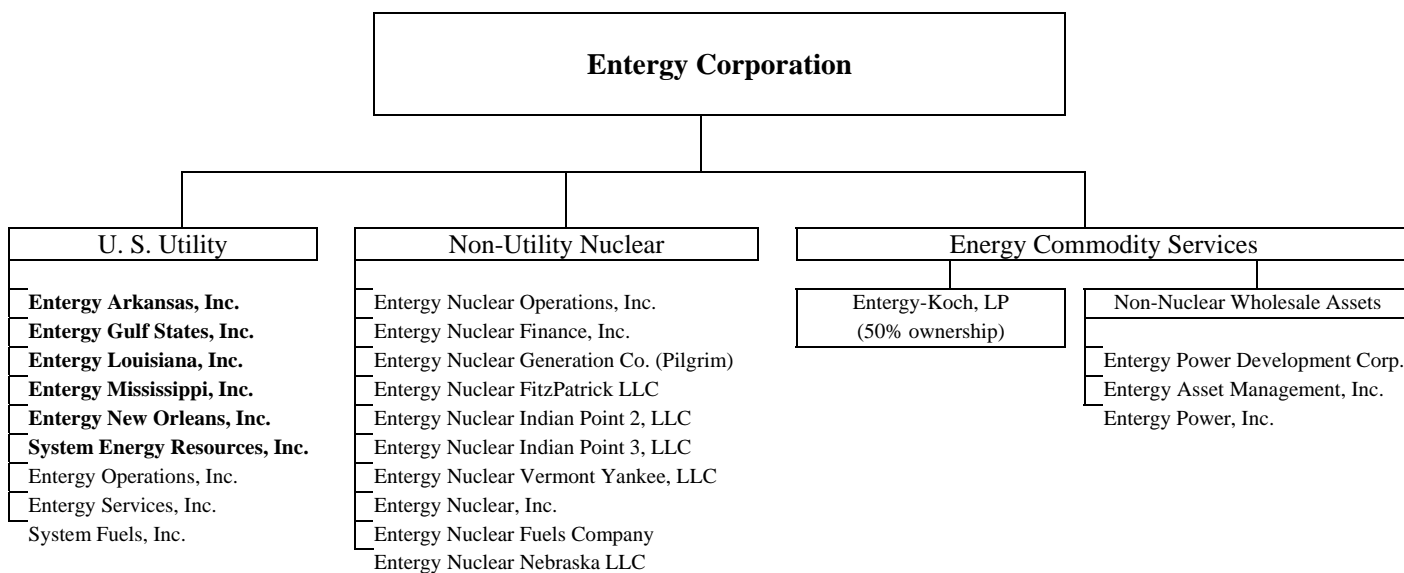 Entergy Corporation
U. S. Utility
Entergy Arkansas, Inc.
Entergy Gulf States, Inc.
Entergy Louisiana, Inc.
Entergy Mississippi, Inc.
Entergy New Orleans, Inc.
System Energy Resources, Inc.
Entergy Operations, Inc.
Entergy Services, Inc.
System Fuels, Inc.
Non-Utility Nuclear
Entergy Nuclear Operations, Inc.
Entergy Nuclear Finance, Inc.
Entergy Nuclear Generation Co. (Pilgrim)
Entergy Nuclear FitzPatrick LLC
Entergy Nuclear Indian Point 2, LLC
Entergy Nuclear Indian Point 3, LLC
Entergy Nuclear Vermont Yankee, LLC
Entergy Nuclear, Inc.
Entergy Nuclear Fuels Company
Entergy Nuclear Nebraska LLC
Energy Commodity Services
Entergy-Koch, LP
(50% ownership)
Non-Nuclear Wholesale Assets
Entergy Power Development Corp.
Entergy Asset Management, Inc.
Entergy Power, Inc.